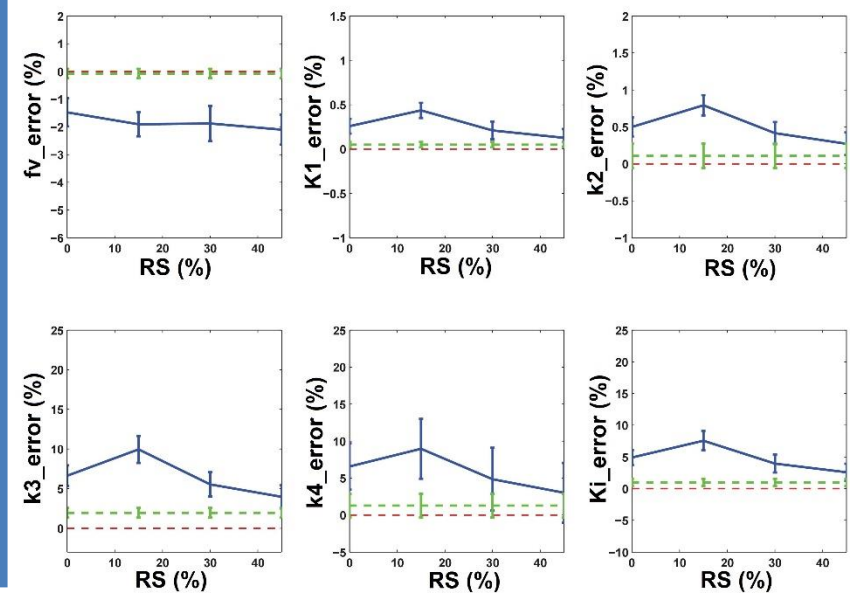 fv_error (%)
2
1
0
−1
−2
−3
−4
−5
−6
0 10 20 30 40
RS (%)
K1_error (%)
1.5
1
0.5
0
−0.5
−1
0 10 20 30 40
RS (%)
k2_error (%)
2
1.5
1
0.5
0
−0.5
−1
0 10 20 30 40
RS (%)
k3_error (%)
25
20
15
10
5
0
0 10 20 30 40
RS (%)
k4_error (%)
25
20
15
10
5
0
−5
0 10 20 30 40
RS (%)
Ki_error (%)
25
20
15
10
5
0
−5
−10
0 10 20 30 40
RS (%)